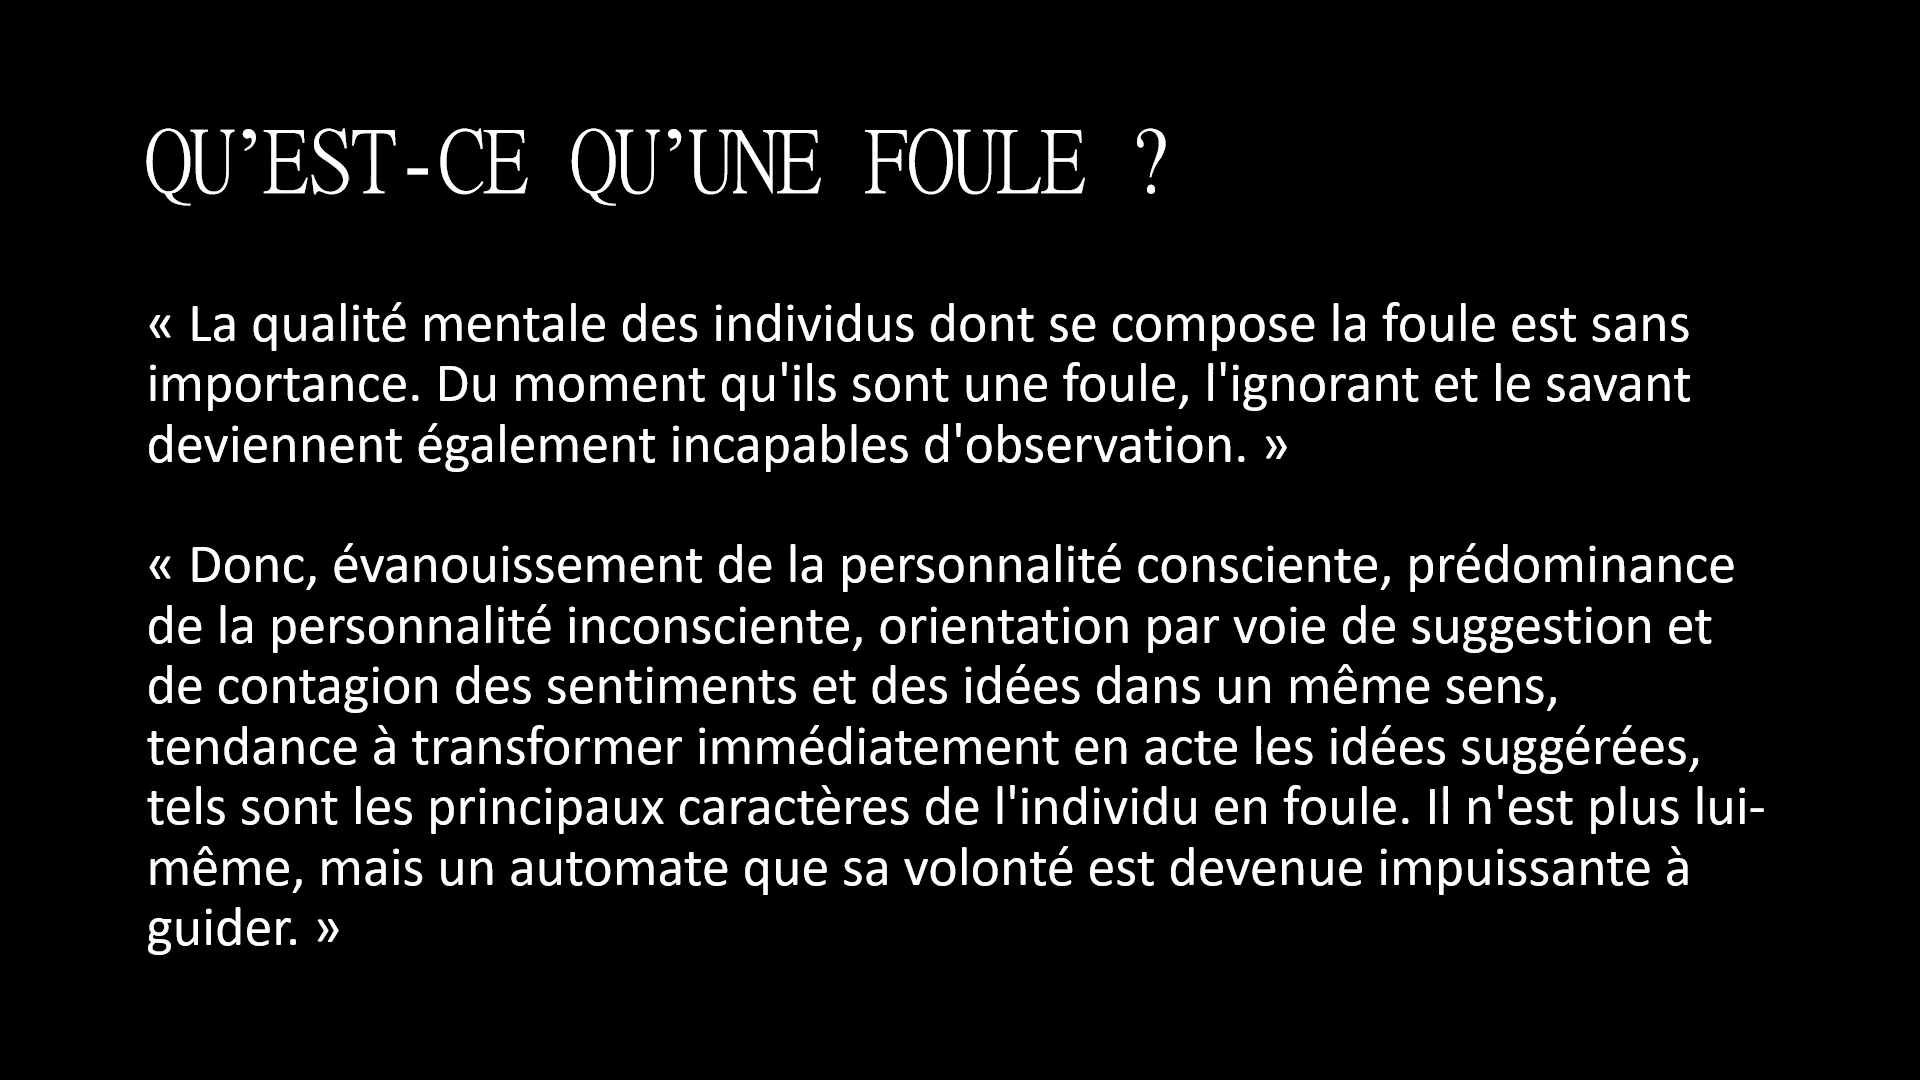 QU’EST-CE QU’UNE FOULE ?
« La qualité mentale des individus dont se compose la foule est sans
importance. Du moment qu'ils sont une foule, l'ignorant et le savant
deviennent également incapables d'observation. »
« Donc, évanouissement de la personnalité consciente, prédominance
de la personnalité inconsciente, orientation par voie de suggestion et
de contagion des sentiments et des idées dans un même sens,
tendance à transformer immédiatement en acte les idées suggérées,
tels sont les principaux caractères de l'individu en foule. Il n'est plus lui-
même, mais un automate que sa volonté est devenue impuissante à
guider. »